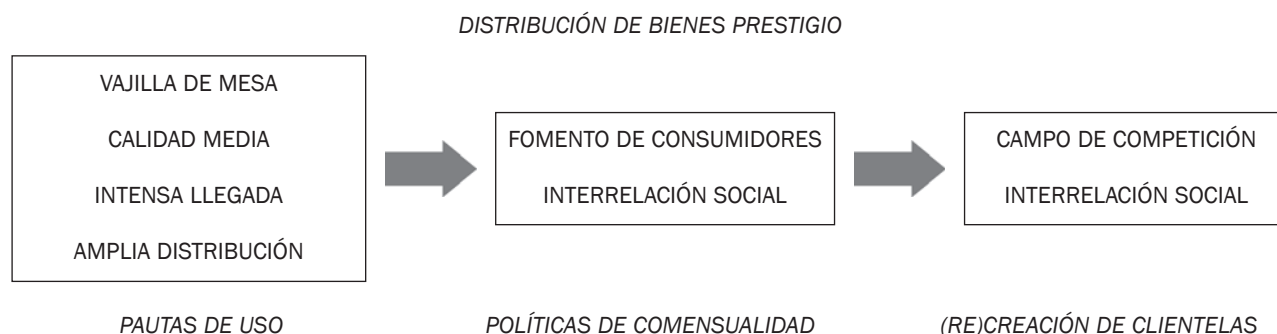 DISTRIBUCIÓN DE BIENES PRESTIGIO
VAJILLA DE MESA
CALIDAD MEDIA
INTENSA LLEGADA
AMPLIA DISTRIBUCIÓN
FOMENTO DE CONSUMIDORES
INTERRELACIÓN SOCIAL
CAMPO DE COMPETICIÓN
INTERRELACIÓN SOCIAL
PAUTAS DE USO
POLÍTICAS DE COMENSUALIDAD
(RE)CREACIÓN DE CLIENTELAS